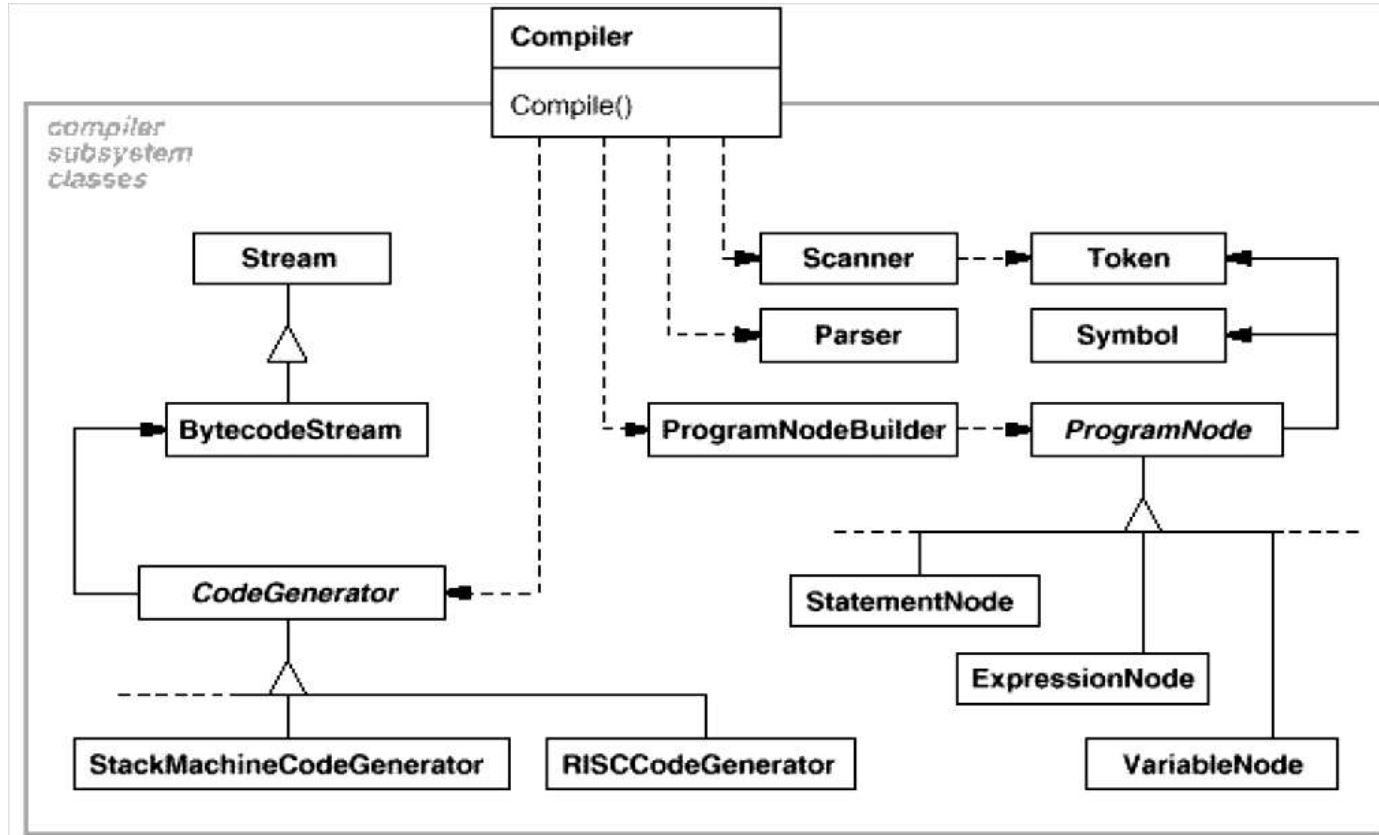 Compiler
Compile()
compiler
subsystem
classes
Stream
Scanner
Token
Parser
Symbol
BytecodeStream
ProgramNodeBuilder
ProgramNode
CodeGenerator
StatementNode
ExpressionNode
StackMachineCodeGenerator
RISCCodeGenerator
VariableNode